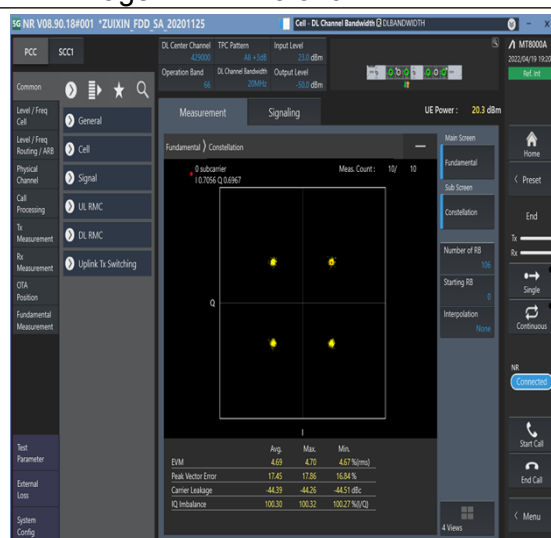 SG NR V08.90.18#001 *ZUIXIN_FDD_SA_20201125
Cell - DL Channel Bandwidth DLBANDWIDTH
PCC
SCC1
DL Center Channel
429000
TPC Pattern
All +3dB
Input Level
23.0 dBm
Operation Band
66
DL Channel Bandwidth
20MHz
Output Level
-50.0 dBm
MT8000A
2022/04/19 19:20
Ref. Int
Common
Level / Freq
Cell
Level / Freq
Routing / ARB
Physical
Channel
Call
Processing
Tx
Measurement
Rx
Measurement
OTA
Position
Fundamental
Measurement
Test
Parameter
External
Loss
System
Config
General
Cell
Signal
UL RMC
DL RMC
Uplink Tx Switching
Measurement
Signaling
UE Power : 20.3 dBm
Fundamental Constellation
0 subcarrier
I 0.7056 Q 0.6967
Meas. Count : 10/ 10
Q
I
Avg. Max. Min.
EVM 4.69 4.70 4.67 %(rms)
Peak Vector Error 17.45 17.86 16.84 %
Carrier Leakage -44.39 -44.26 -44.51 dBc
IQ Imbalance 100.30 100.32 100.27 %(I/Q)
Main Screen
Fundamental
Sub Screen
Constellation
Number of RB
106
Starting RB
0
Interpolation
None
4 Views
Home
Preset
End
Tx
Rx
Single
Continuous
NR
Connected
Start Call
End Call
Menu